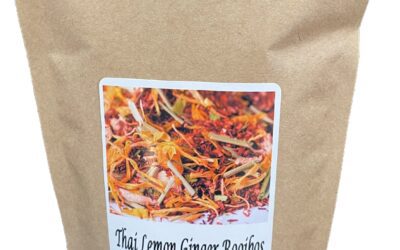 Thai Lemon Ginger Rooibos